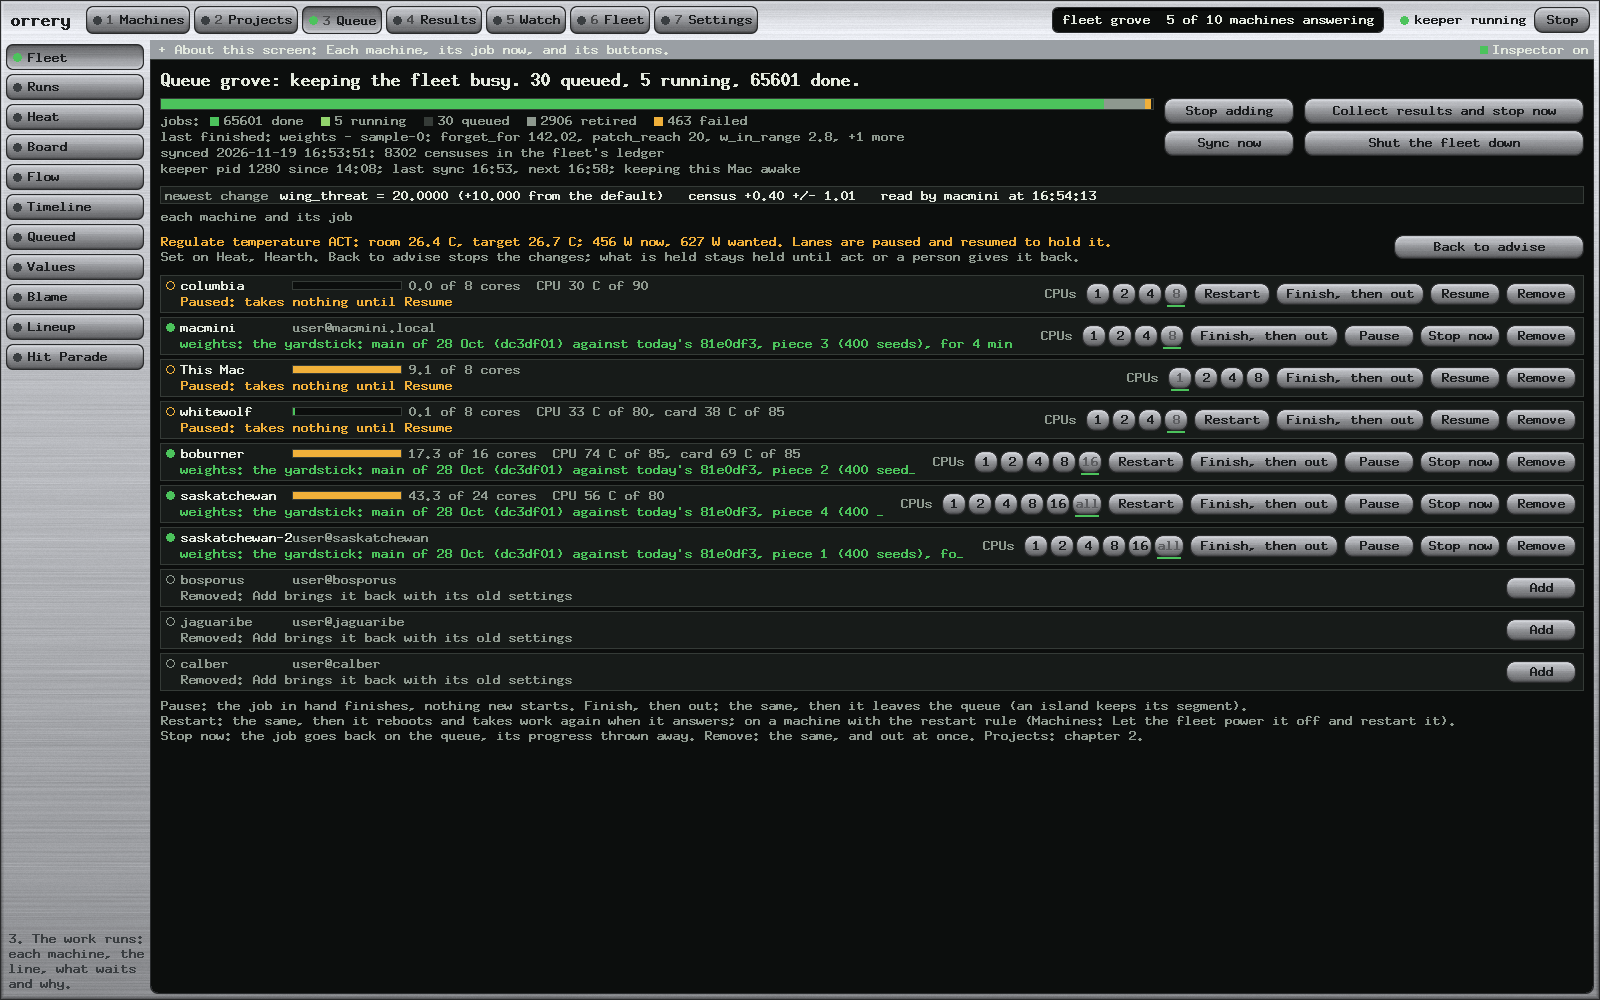 orrery 1 Machines 2 Projects 3 Queue 4 Results 5 Watch 6 Fleet 7 Settings fleet grove 5 of 10 machines answering keeper running Stop
Fleet
Runs
Heat
Board
Flow
Timeline
Queued
Values
Blame
Lineup
Hit Parade
3. The work runs:
each machine, the
line, what waits
and why.
+ About this screen: Each machine, its job now, and its buttons. Inspector on
Queue grove: keeping the fleet busy. 30 queued, 5 running, 65601 done.
Stop adding Collect results and stop now
jobs: 65601 done 5 running 30 queued 2906 retired 463 failed
last finished: weights - sample-0: forget_for 142.02, patch_reach 20, w_in_range 2.8, +1 more
Sync now Shut the fleet down
synced 2026-11-19 16:53:51: 8302 censuses in the fleet's ledger
keeper pid 1280 since 14:08; last sync 16:53, next 16:58; keeping this Mac awake
newest change wing_threat = 20.0000 (+10.000 from the default) census +0.40 +/- 1.01 read by macmini at 16:54:13
each machine and its job
Regulate temperature ACT: room 26.4 C, target 26.7 C; 456 W now, 627 W wanted. Lanes are paused and resumed to hold it.
Set on Heat, Hearth. Back to advise stops the changes; what is held stays held until act or a person gives it back.
Back to advise
columbia 0.0 of 8 cores CPU 30 C of 90
Paused: takes nothing until Resume
CPUs 1 2 4 8 Restart Finish, then out Resume Remove
macmini user@macmini.local
weights: the yardstick: main of 28 Oct (dc3df01) against today's 81e0df3, piece 3 (400 seeds), for 4 min
CPUs 1 2 4 8 Finish, then out Pause Stop now Remove
This Mac 9.1 of 8 cores
Paused: takes nothing until Resume
CPUs 1 2 4 8 Finish, then out Resume Remove
whitewolf 0.1 of 8 cores CPU 33 C of 80, card 38 C of 85
Paused: takes nothing until Resume
CPUs 1 2 4 8 Restart Finish, then out Resume Remove
boburner 17.3 of 16 cores CPU 74 C of 85, card 69 C of 85
weights: the yardstick: main of 28 Oct (dc3df01) against today's 81e0df3, piece 2 (400 seed_
CPUs 1 2 4 8 16 Restart Finish, then out Pause Stop now Remove
saskatchewan 43.3 of 24 cores CPU 56 C of 80
weights: the yardstick: main of 28 Oct (dc3df01) against today's 81e0df3, piece 4 (400 _
CPUs 1 2 4 8 16 all Restart Finish, then out Pause Stop now Remove
saskatchewan-2user@saskatchewan
weights: the yardstick: main of 28 Oct (dc3df01) against today's 81e0df3, piece 1 (400 seeds), fo_
CPUs 1 2 4 8 16 all Finish, then out Pause Stop now Remove
bosporus user@bosporus
Removed: Add brings it back with its old settings
Add
jaguaribe user@jaguaribe
Removed: Add brings it back with its old settings
Add
calber user@calber
Removed: Add brings it back with its old settings
Add
Pause: the job in hand finishes, nothing new starts. Finish, then out: the same, then it leaves the queue (an island keeps its segment).
Restart: the same, then it reboots and takes work again when it answers; on a machine with the restart rule (Machines: Let the fleet power it off and restart it).
Stop now: the job goes back on the queue, its progress thrown away. Remove: the same, and out at once. Projects: chapter 2.